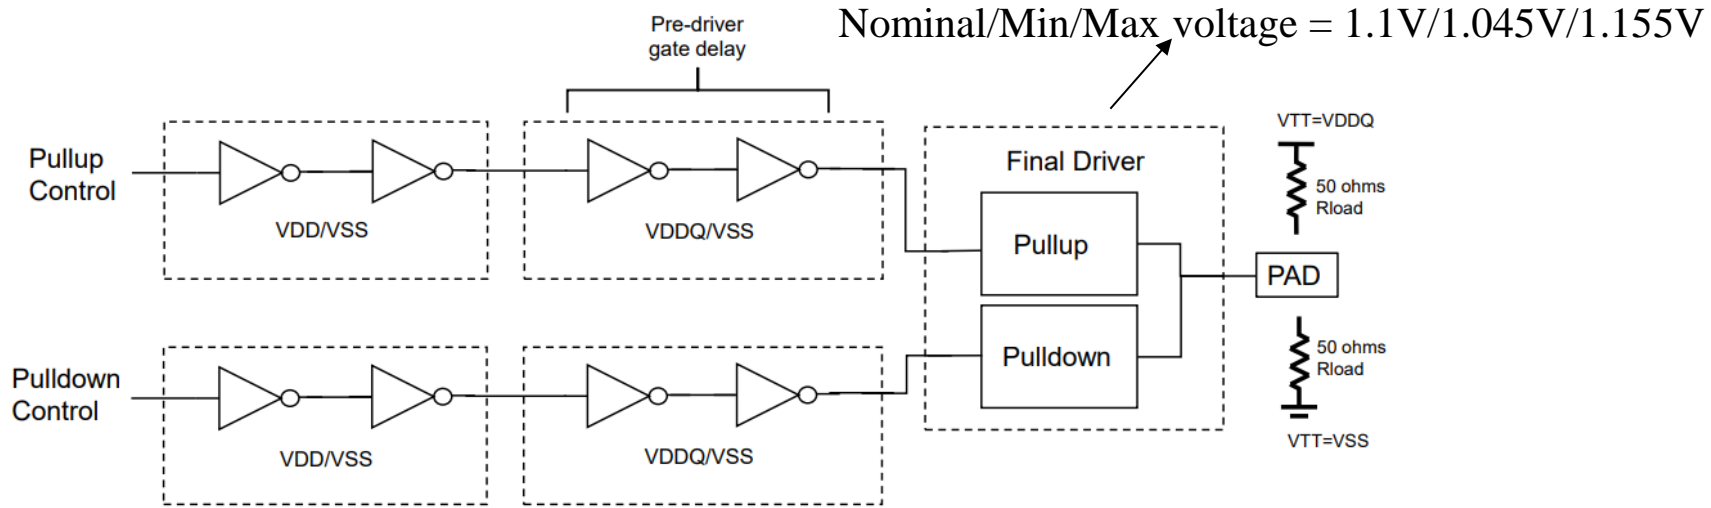 Pre-driver
gate delay
Nominal/Min/Max voltage = 1.1V/1.045V/1.155V
Pullup
Control
VDD/VSS
VDDQ/VSS
Final Driver
Pullup
VTT=VDDQ
50 ohms
Rload
PAD
Pulldown
Control
VDD/VSS
VDDQ/VSS
Pulldown
50 ohms
Rload
VTT=VSS